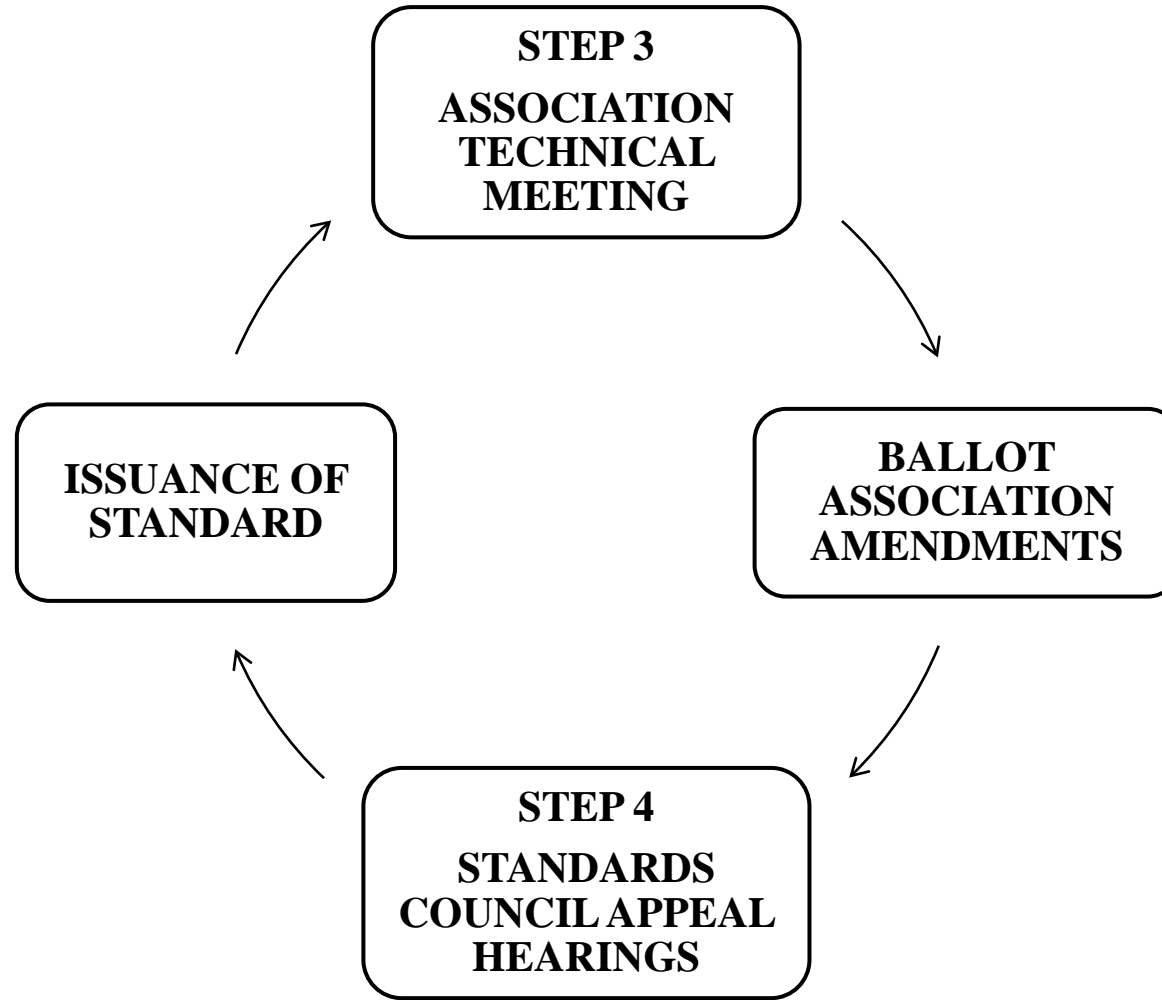 STEP 3
ASSOCIATION
TECHNICAL
MEETING
ISSUANCE OF
STANDARD
BALLOT
ASSOCIATION
AMENDMENTS
STEP 4
STANDARDS
COUNCIL APPEAL
HEARINGS